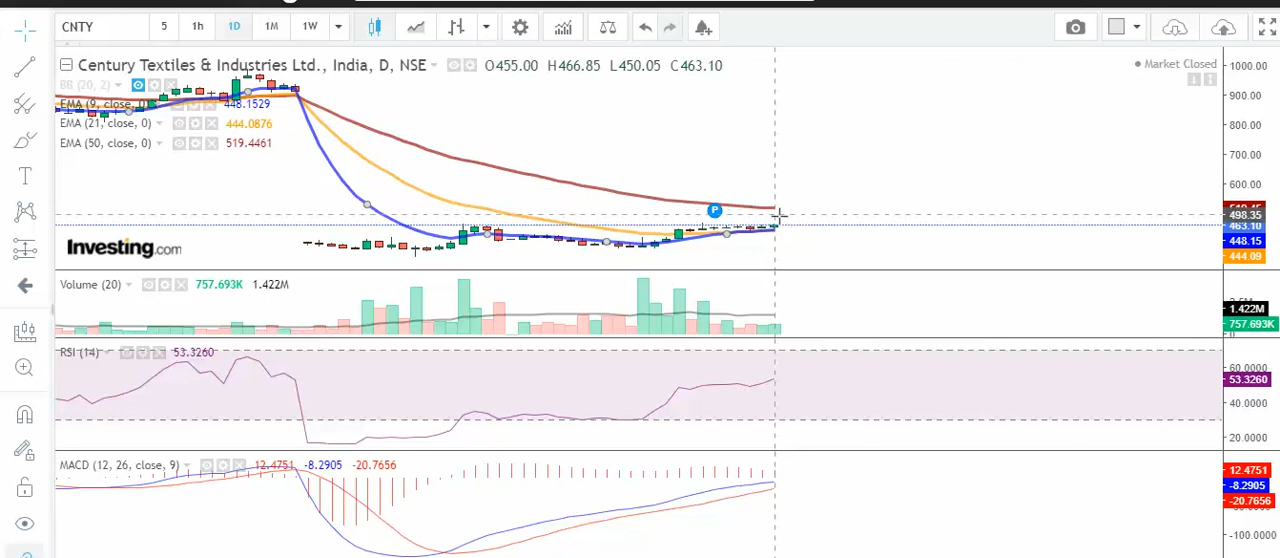 CNTY 5 1h 1D 1M 1W
Century Textiles & Industries Ltd., India, D, NSE O455.00 H466.85 L450.05 C463.10
Market Closed
BB (20, 2)
EMA (9, close, 0) 448.1529
EMA (21, close, 0) 444.0876
EMA (50, close, 0) 519.4461
1000.00
900.00
800.00
700.00
600.00
519.45
498.35
463.10
448.15
444.09
P
Investing.com
Volume (20) 757.693K 1.422M
1.422M
757.693K
0
RSI (14) 53.3260
60.0000
53.3260
40.0000
20.0000
MACD (12, 26, close, 9) 12.4751 -8.2905 -20.7656
12.4751
-8.2905
-20.7656
-100.0000